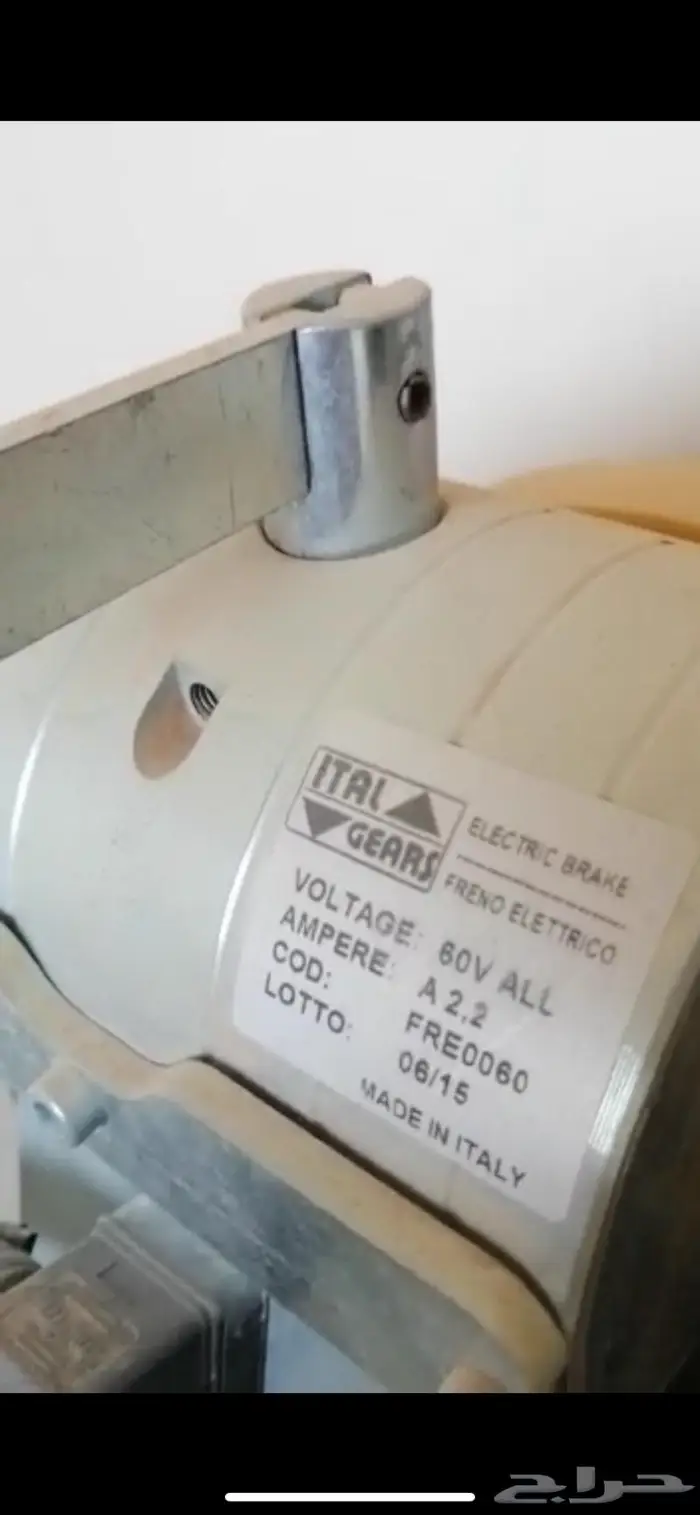 ITAL
GEARS
ELECTRIC BRAKE
FRENO ELETTRICO
VOLTAGE: 60V ALL
AMPERE: A 2,2
COD: FRE0060
LOTTO: 06/15
MADE IN ITALY
حراج